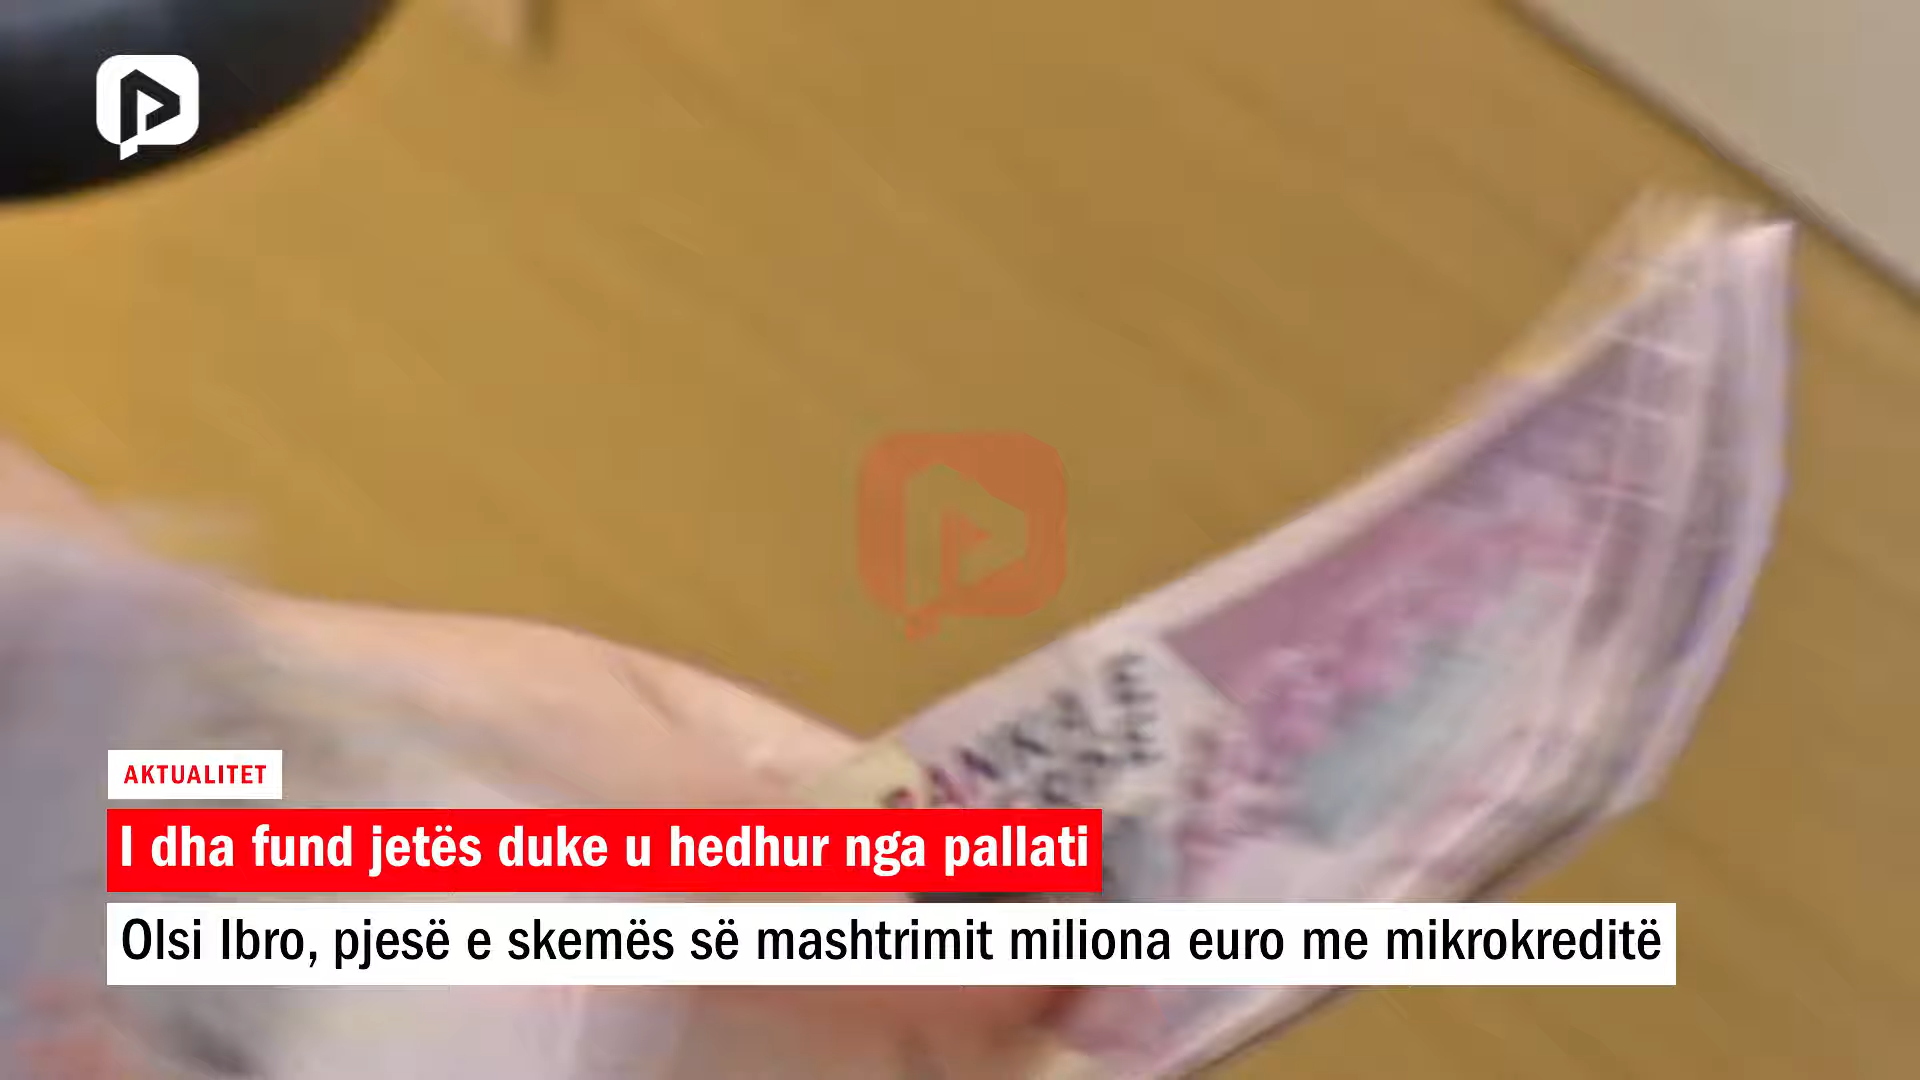 AKTUALITET
I dha fund jetës duke u hedhur nga pallati
Olsi Ibro, pjesë e skemës së mashtrimit miliona euro me mikrokreditë